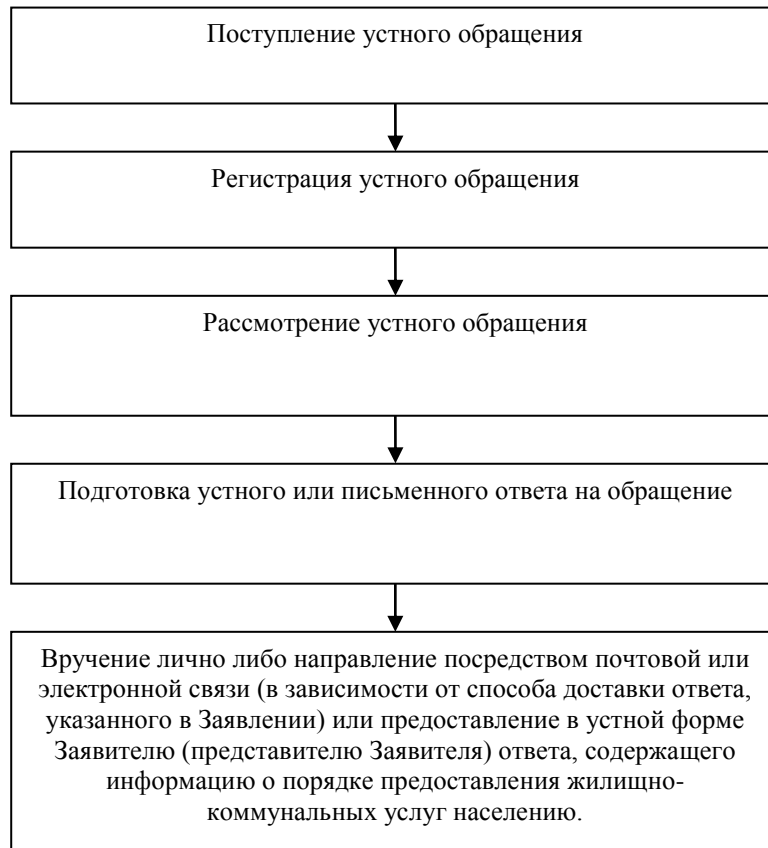 Поступление устного обращения
Регистрация устного обращения
Рассмотрение устного обращения
Подготовка устного или письменного ответа на обращение
Вручение лично либо направление посредством почтовой или
электронной связи (в зависимости от способа доставки ответа,
указанного в Заявлении) или предоставление в устной форме
Заявителю (представителю Заявителя) ответа, содержащего
информацию о порядке предоставления жилищно-
коммунальных услуг населению.